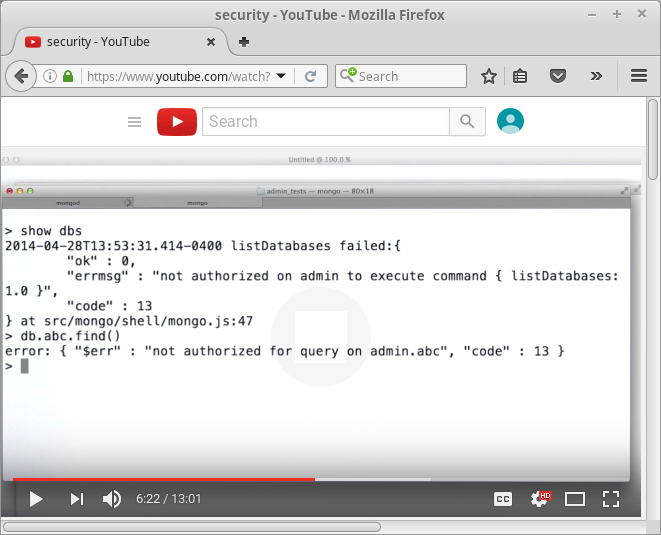 security - YouTube - Mozilla Firefox
security - YouTube
https://www.youtube.com/watch?
Search
Search
Untitled @ 100.0 %
admin_tests — mongo — 80×18
mongod
mongo
> show dbs
2014-04-28T13:53:31.414-0400 listDatabases failed:{
"ok" : 0,
"errmsg" : "not authorized on admin to execute command { listDatabases:
1.0 }",
"code" : 13
} at src/mongo/shell/mongo.js:47
> db.abc.find()
error: { "$err" : "not authorized for query on admin.abc", "code" : 13 }
>
6:22 / 13:01
CC
HD